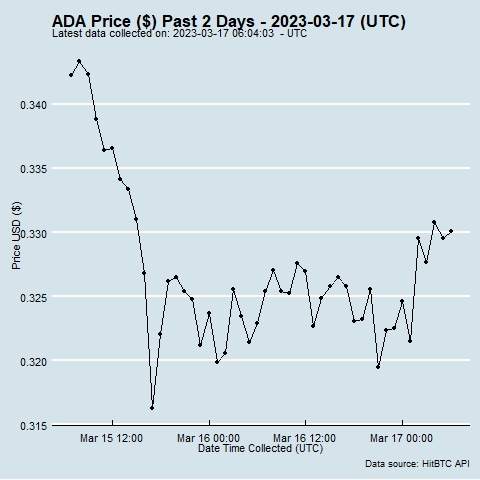 ADA Price ($) Past 2 Days - 2023-03-17 (UTC)
Latest data collected on: 2023-03-17 06:04:03  - UTC
0.340
0.335
0.330
0.325
0.320
0.315
Price USD ($)
Mar 15 12:00 Mar 16 00:00 Mar 16 12:00 Mar 17 00:00
Date Time Collected (UTC)
Data source: HitBTC API